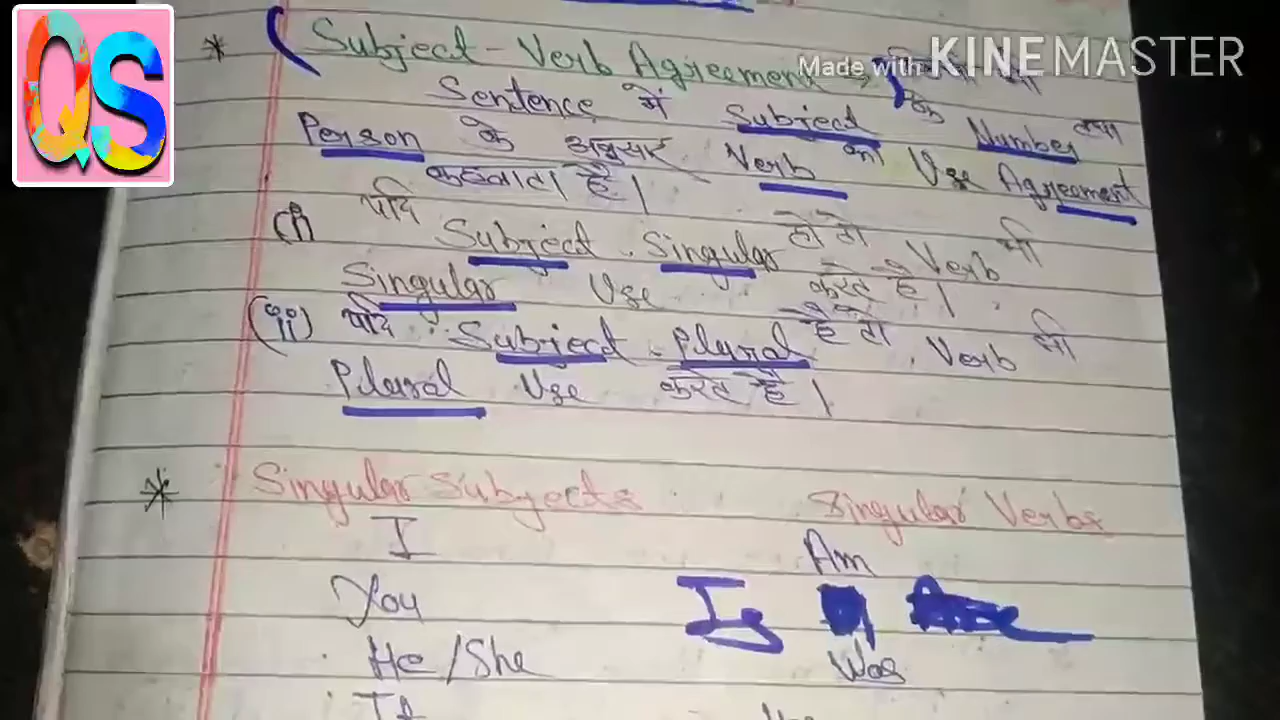 QS
Made with KINEMASTER
* (Subject - Verb Agreement :) किसी भी
Sentence में Subject के Number तथा
Person के अनुसार Verb का Use Agreement
कहलाता है।
(i) यदि Subject Singular हो तो Verb भी
Singular Use करते है।
(ii) यदि Subject Plural है तो Verb भी
Plural Use करते है।
* Singular Subjects Singular Verbs
I Am
You Is
He / She Was
It